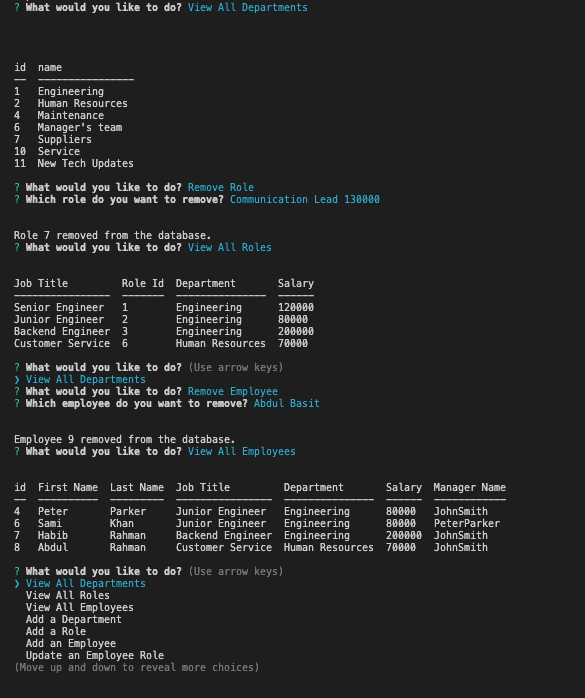 ? What would you like to do? View All Departments
id  name
--  ----------------
1   Engineering
2   Human Resources
4   Maintenance
6   Manager's team
7   Suppliers
10  Service
11  New Tech Updates
? What would you like to do? Remove Role
? Which role do you want to remove? Communication Lead 130000
Role 7 removed from the database.
? What would you like to do? View All Roles
Job Title         Role Id  Department       Salary
----------------  -------  ---------------  ------
Senior Engineer   1        Engineering      120000
Junior Engineer   2        Engineering      80000
Backend Engineer  3        Engineering      200000
Customer Service  6        Human Resources  70000
? What would you like to do? (Use arrow keys)
❯ View All Departments
? What would you like to do? Remove Employee
? Which employee do you want to remove? Abdul Basit
Employee 9 removed from the database.
? What would you like to do? View All Employees
id  First Name  Last Name  Job Title         Department       Salary  Manager Name
--  ----------  ---------  ----------------  ---------------  ------  ------------
4   Peter       Parker     Junior Engineer   Engineering      80000   JohnSmith
6   Sami        Khan       Junior Engineer   Engineering      80000   PeterParker
7   Habib       Rahman     Backend Engineer  Engineering      200000  JohnSmith
8   Abdul       Rahman     Customer Service  Human Resources  70000   JohnSmith
? What would you like to do? (Use arrow keys)
❯ View All Departments
  View All Roles
  View All Employees
  Add a Department
  Add a Role
  Add an Employee
  Update an Employee Role
(Move up and down to reveal more choices)